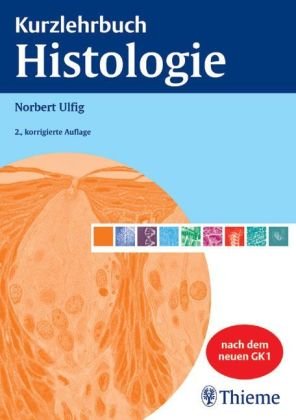 Kurzlehrbuch
Histologie
Norbert Ulfig
2., korrigierte Auflage
nach dem
neuen GK1
Thieme